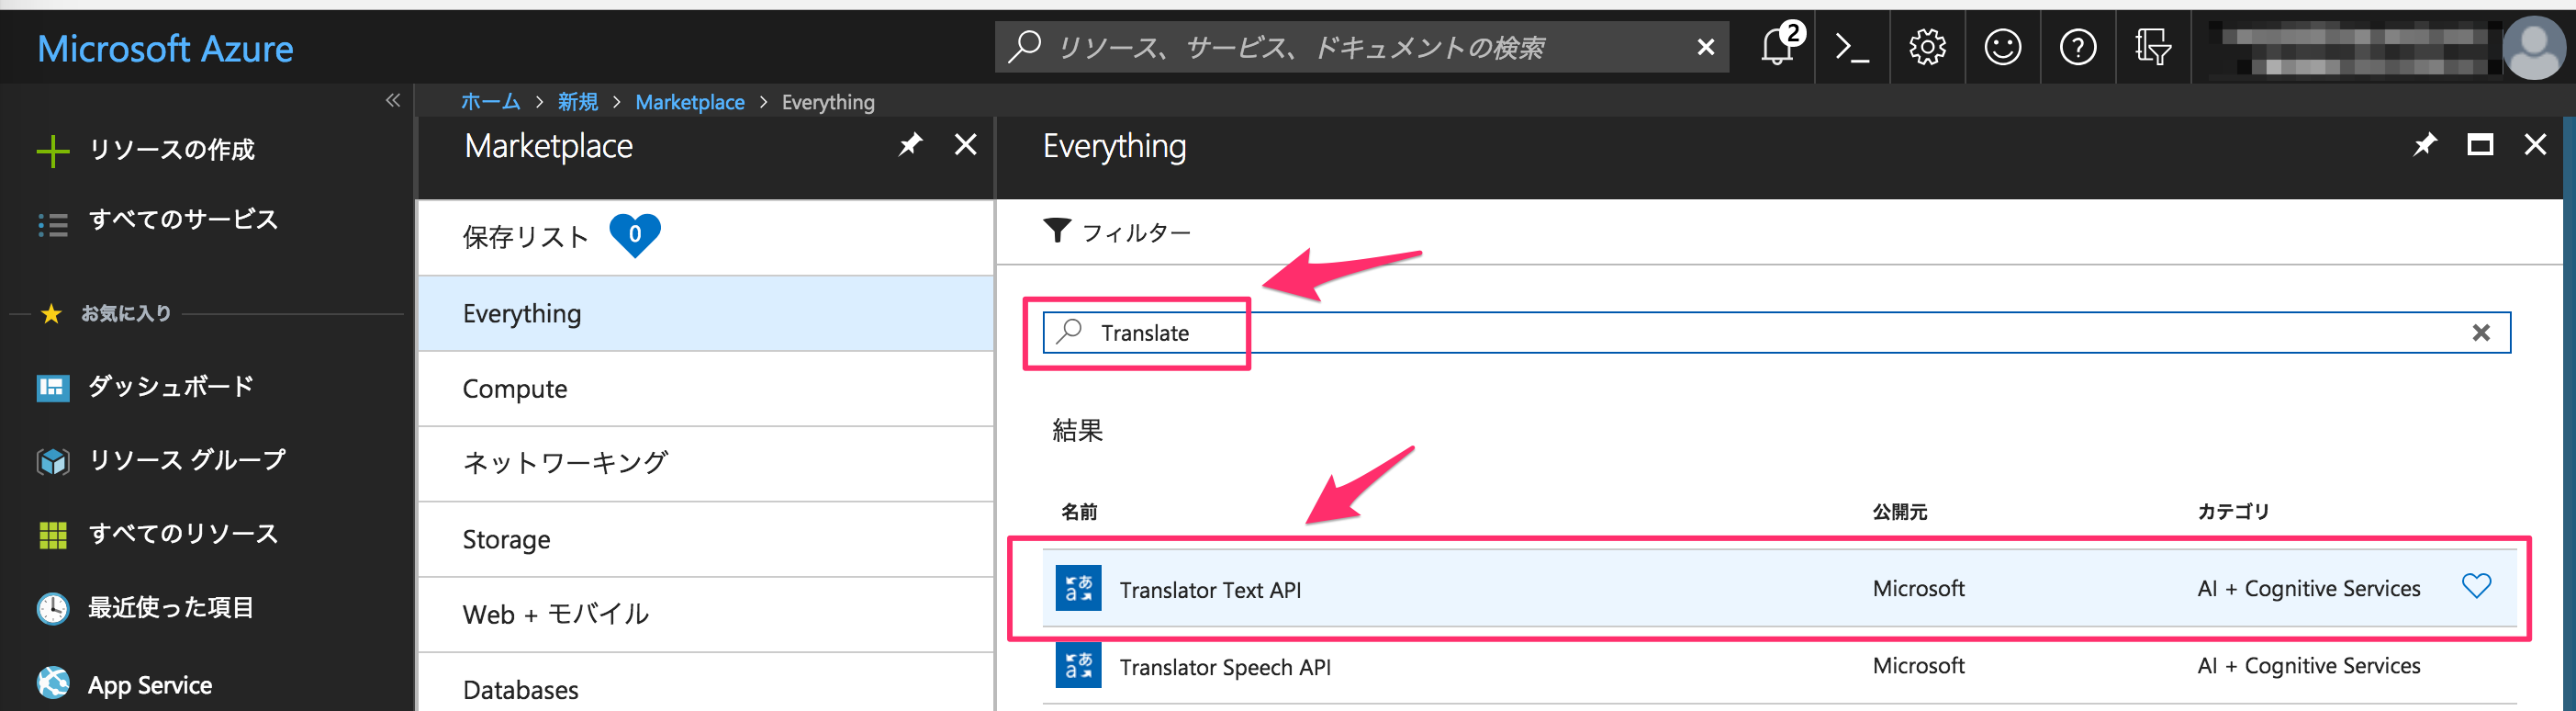 Microsoft Azure
リソース、サービス、ドキュメントの検索
2
ホーム > 新規 > Marketplace > Everything
リソースの作成
すべてのサービス
お気に入り
ダッシュボード
リソース グループ
すべてのリソース
最近使った項目
App Service
Marketplace
保存リスト 0
Everything
Compute
ネットワーキング
Storage
Web + モバイル
Databases
Everything
フィルター
Translate
結果
名前 公開元 カテゴリ
Translator Text API Microsoft AI + Cognitive Services
Translator Speech API Microsoft AI + Cognitive Services